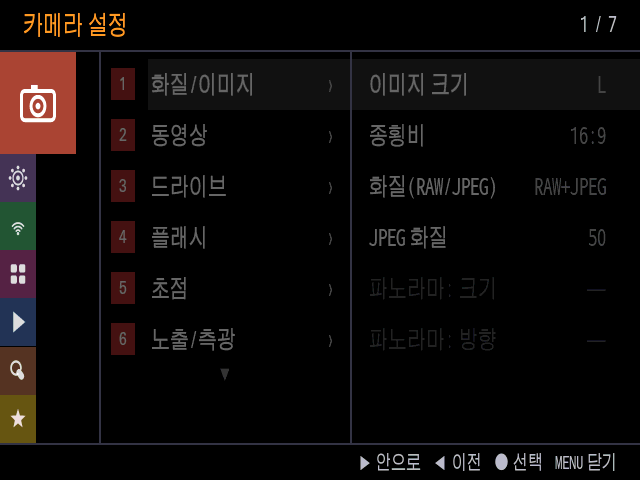 카메라 설정 1 / 7
1 화질/이미지 〉 이미지 크기 L
2 동영상 〉 종횡비 16:9
3 드라이브 〉 화질(RAW/JPEG) RAW+JPEG
4 플래시 〉 JPEG 화질 50
5 초점 〉 파노라마: 크기 —
6 노출/측광 〉 파노라마: 방향 —
▼
▶ 안으로 ◀ 이전 ● 선택 MENU 닫기